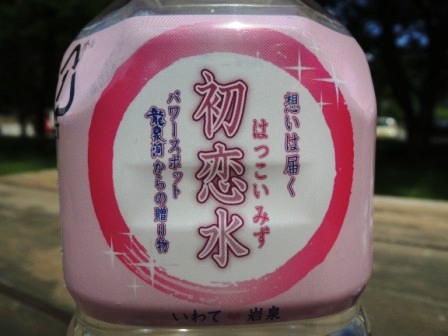 想いは届く
はっこいみず
初恋水
パワースポット
龍泉洞からの贈り物
いわて 岩泉